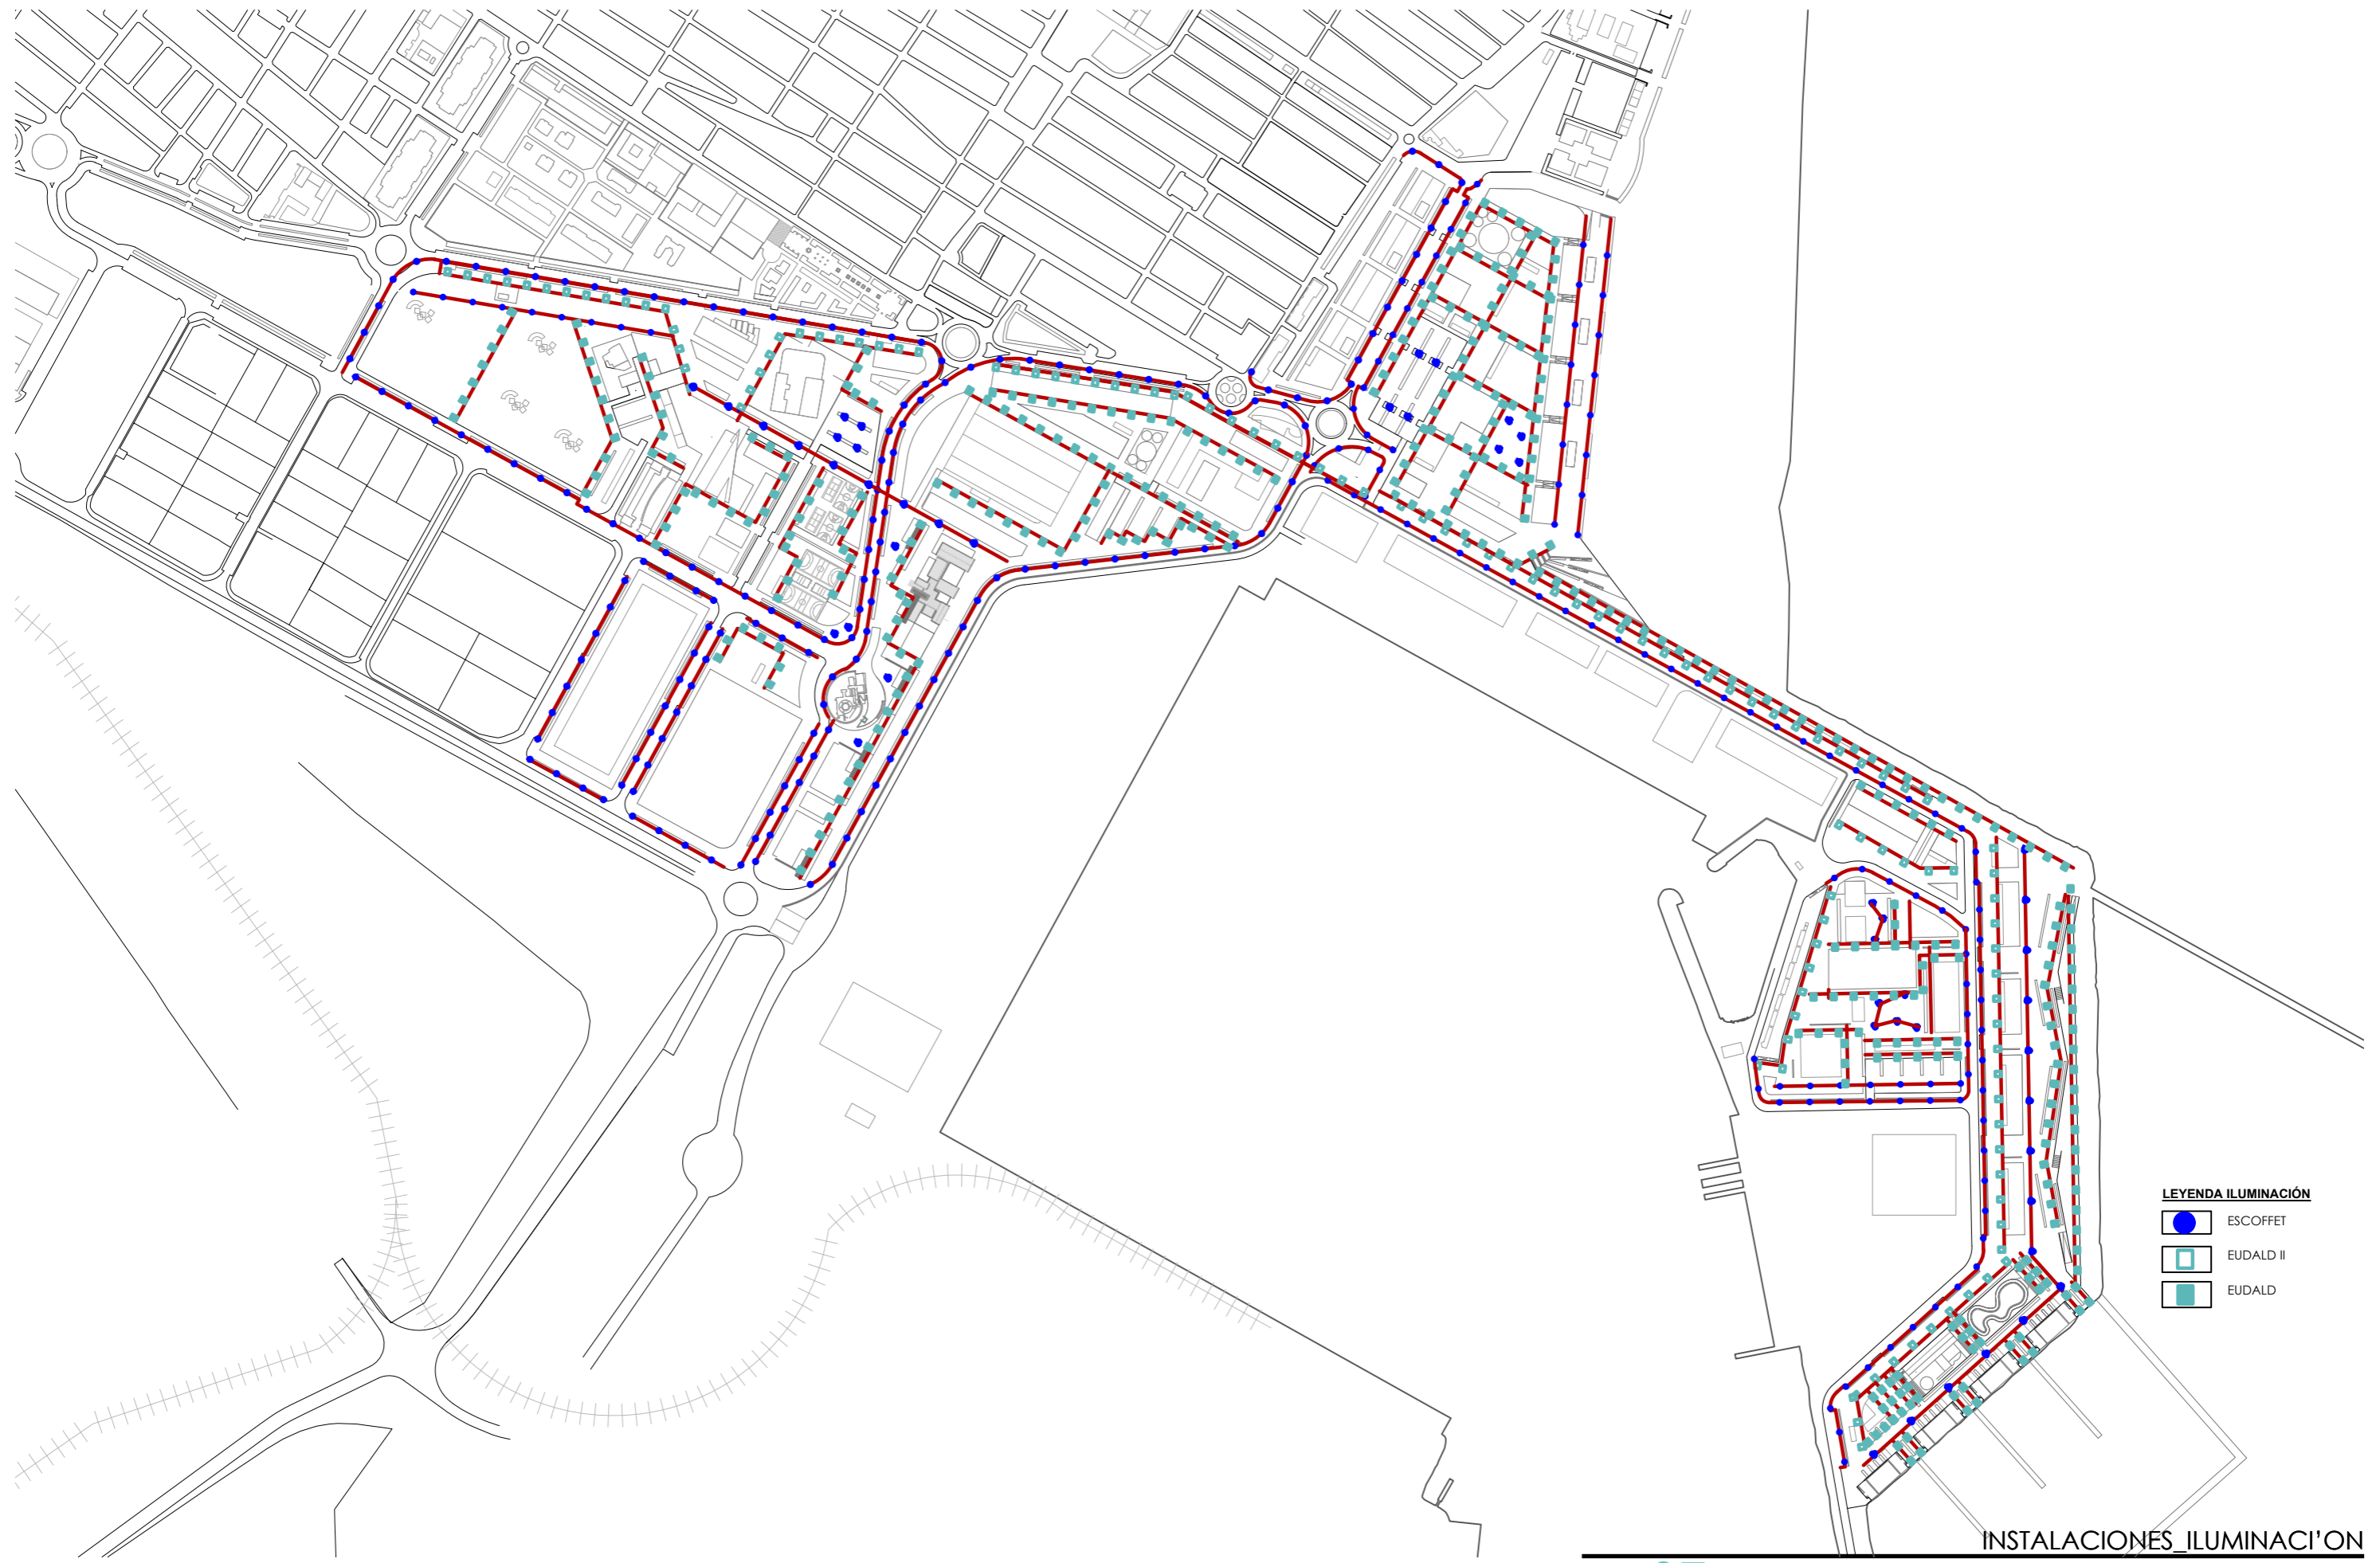 LEYENDA ILUMINACIÓN
ESCOFFET
EUDALD II
EUDALD
INSTALACIONES_ILUMINACI'ON